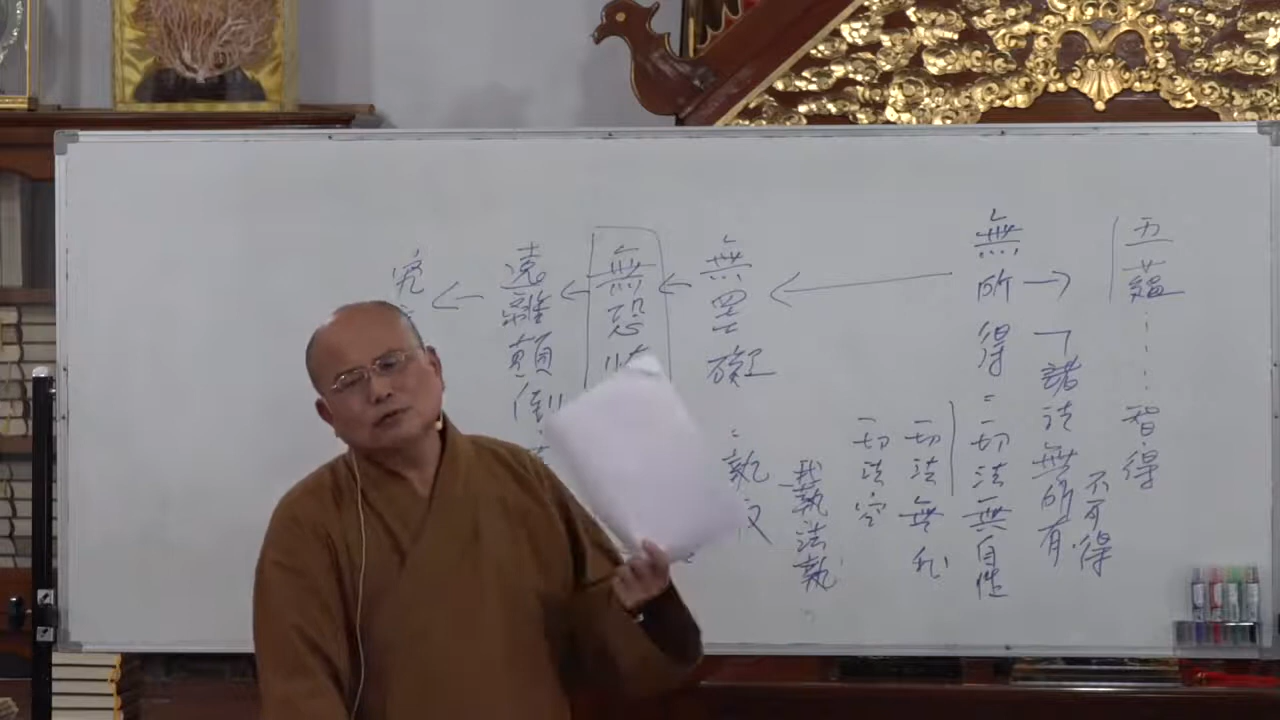 五蘊……智得
不可得
「諸法無所有
無所得=一切法無自性
一切法無我
一切法空
我執法執
無罣礙
執
無恐
遠離顛倒
究